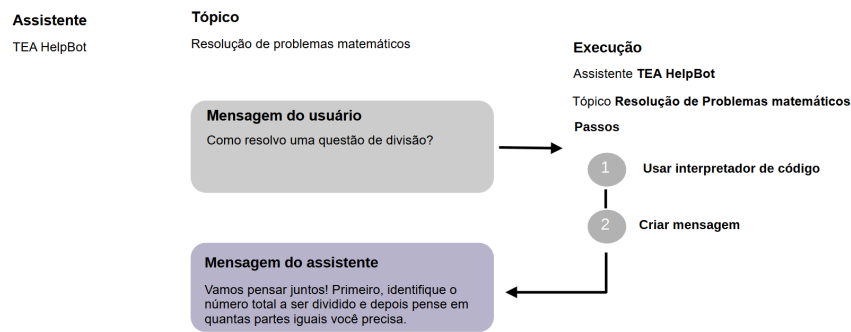 Assistente
TEA HelpBot
Tópico
Resolução de problemas matemáticos
Mensagem do usuário
Como resolvo uma questão de divisão?
Execução
Assistente TEA HelpBot
Tópico Resolução de Problemas matemáticos
Passos
1 Usar interpretador de código
2 Criar mensagem
Mensagem do assistente
Vamos pensar juntos! Primeiro, identifique o
número total a ser dividido e depois pense em
quantas partes iguais você precisa.